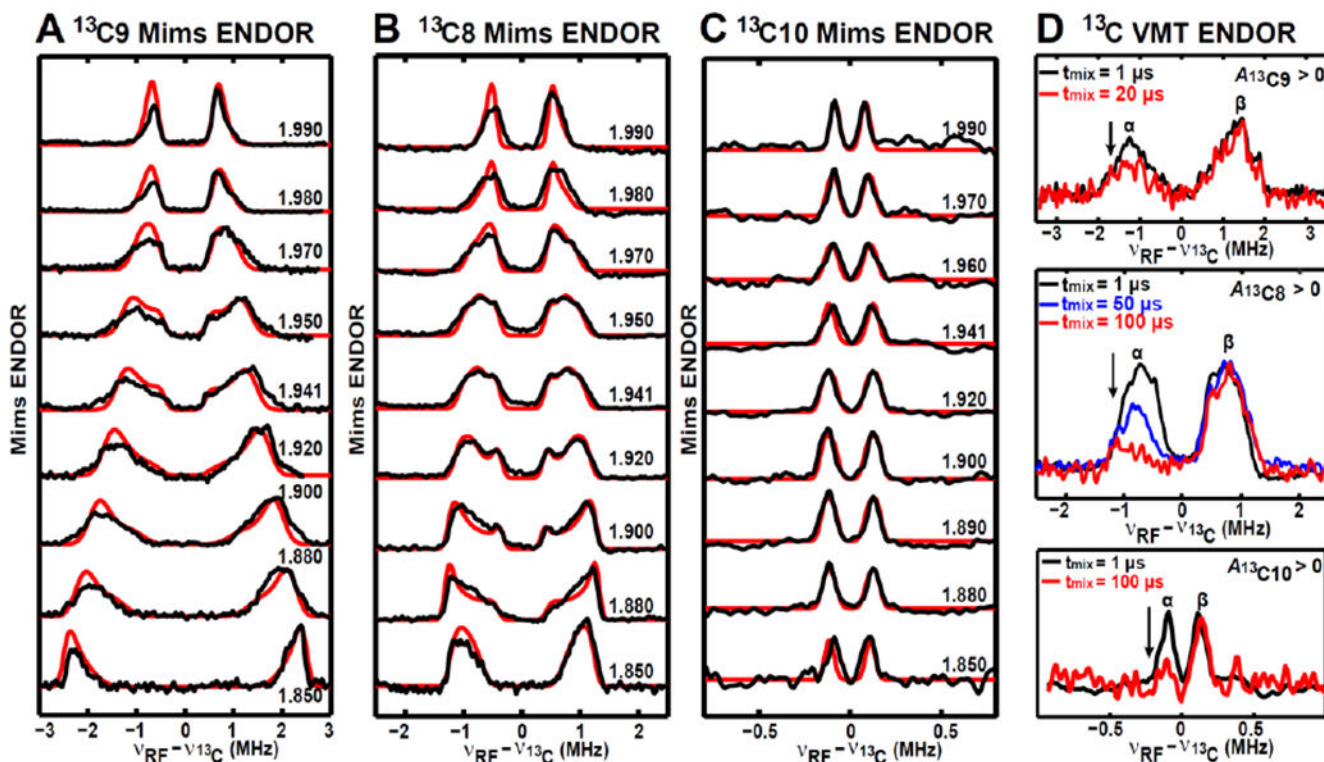 A ¹³C9 Mims ENDOR
Mims ENDOR
1.990
1.980
1.970
1.950
1.941
1.920
1.900
1.880
1.850
−3 −2 −1 0 1 2 3
νRF−ν13C (MHz)
B ¹³C8 Mims ENDOR
Mims ENDOR
1.990
1.980
1.970
1.950
1.941
1.920
1.900
1.880
1.850
−2 −1 0 1 2
νRF−ν13C (MHz)
C ¹³C10 Mims ENDOR
1.990
1.970
1.960
1.941
1.920
1.900
1.890
1.880
1.850
−0.5 0 0.5
νRF−ν13C (MHz)
D ¹³C VMT ENDOR
tmix = 1 µs A13C9 > 0
tmix = 20 µs
α β
−3 −2 −1 0 1 2 3
νRF−ν13C (MHz)
tmix = 1 µs A13C8 > 0
tmix = 50 µs
tmix = 100 µs
α β
−2 −1 0 1 2
νRF−ν13C (MHz)
tmix = 1 µs A13C10 > 0
tmix = 100 µs
α β
−0.5 0 0.5
νRF−ν13C (MHz)